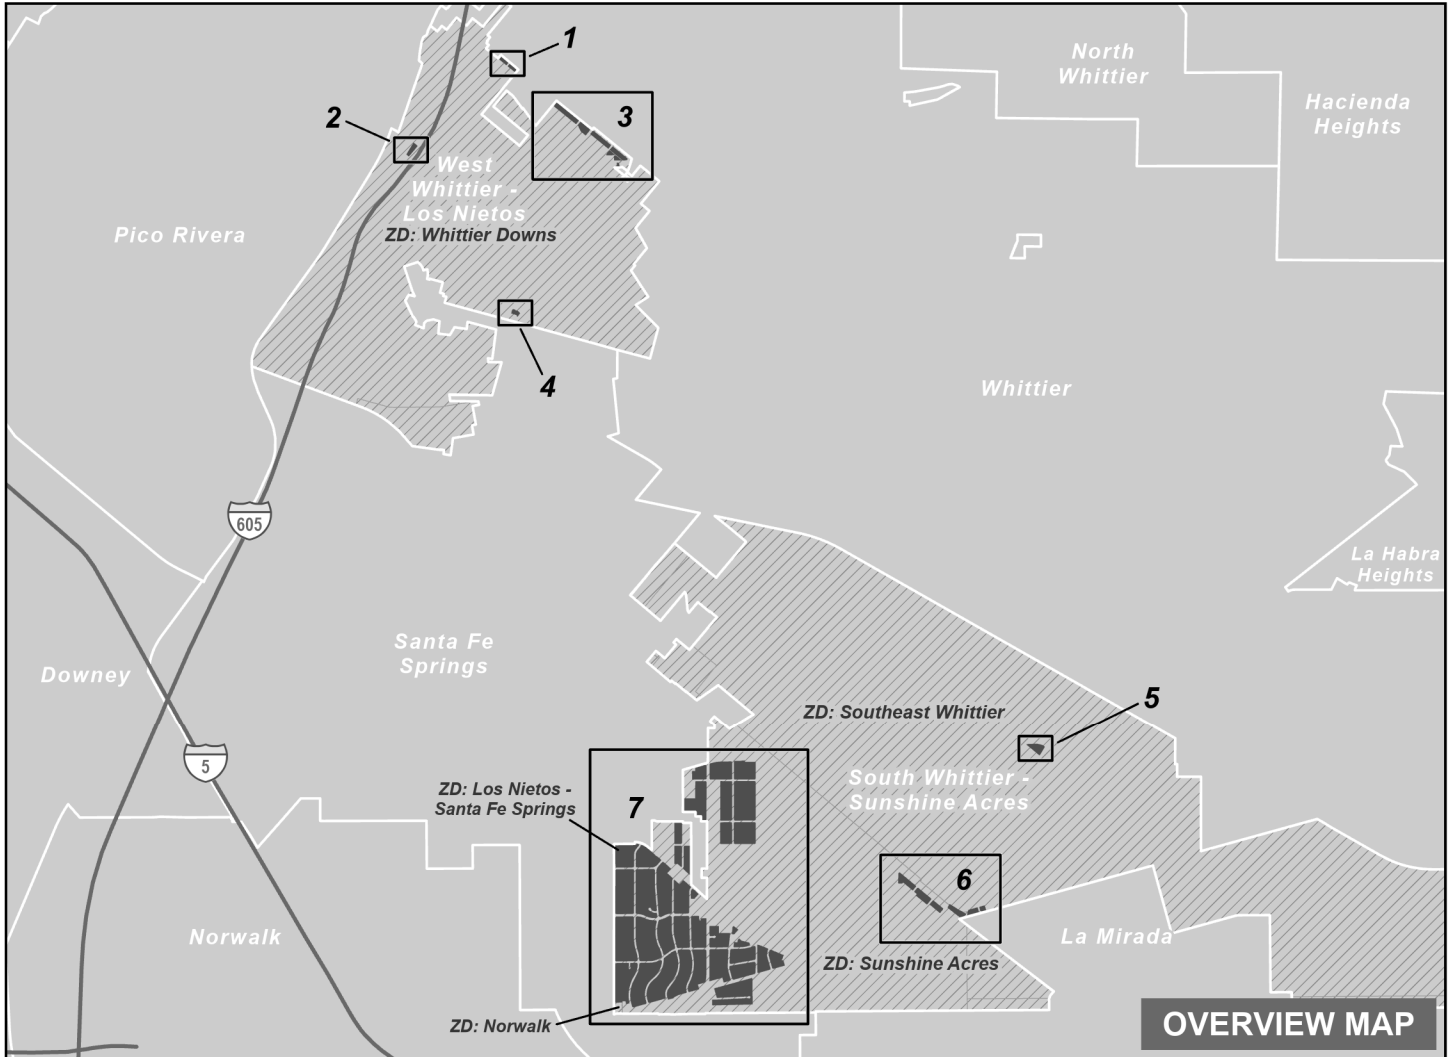 1
North
Whittier
Hacienda
Heights
2
3
West
Whittier -
Los Nietos
ZD: Whittier Downs
Pico Rivera
4
Whittier
605
La Habra
Heights
Santa Fe
Springs
Downey
5
ZD: Southeast Whittier
5
South Whittier -
Sunshine Acres
ZD: Los Nietos -
Santa Fe Springs
7
6
Norwalk
La Mirada
ZD: Sunshine Acres
ZD: Norwalk
OVERVIEW MAP